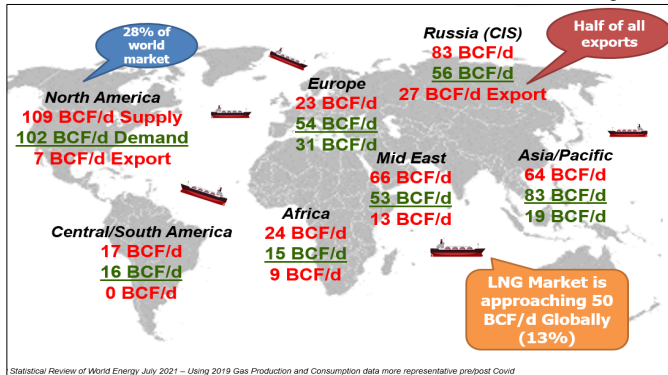 28% of
world
market
North America
109 BCF/d Supply
102 BCF/d Demand
7 BCF/d Export
Europe
23 BCF/d
54 BCF/d
31 BCF/d
Russia (CIS)
83 BCF/d
56 BCF/d
27 BCF/d Export
Half of all
exports
Mid East
66 BCF/d
53 BCF/d
13 BCF/d
Asia/Pacific
64 BCF/d
83 BCF/d
19 BCF/d
Central/South America
17 BCF/d
16 BCF/d
0 BCF/d
Africa
24 BCF/d
15 BCF/d
9 BCF/d
LNG Market is
approaching 50
BCF/d Globally
(13%)
Statistical Review of World Energy July 2021 – Using 2019 Gas Production and Consumption data more representative pre/post Covid